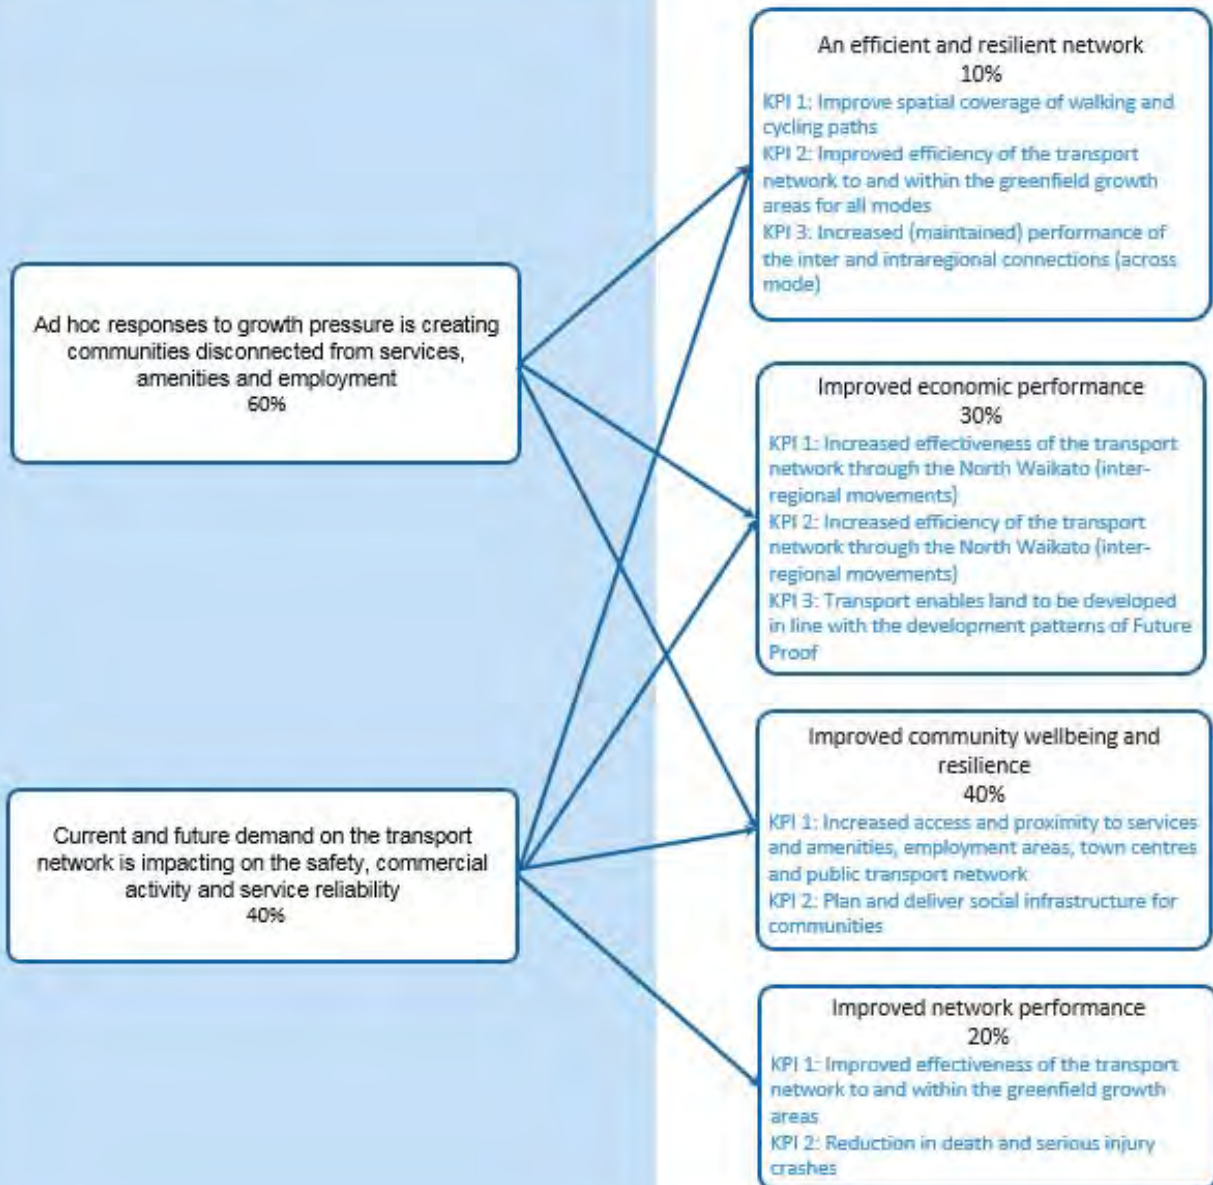 Ad hoc responses to growth pressure is creating
communities disconnected from services,
amenities and employment
60%
Current and future demand on the transport
network is impacting on the safety, commercial
activity and service reliability
40%
An efficient and resilient network
10%
KPI 1: Improve spatial coverage of walking and
cycling paths
KPI 2: Improved efficiency of the transport
network to and within the greenfield growth
areas for all modes
KPI 3: Increased (maintained) performance of
the inter and intraregional connections (across
mode)
Improved economic performance
30%
KPI 1: Increased effectiveness of the transport
network through the North Waikato (inter-
regional movements)
KPI 2: Increased efficiency of the transport
network through the North Waikato (inter-
regional movements)
KPI 3: Transport enables land to be developed
in line with the development patterns of Future
Proof
Improved community wellbeing and
resilience
40%
KPI 1: Increased access and proximity to services
and amenities, employment areas, town centres
and public transport network
KPI 2: Plan and deliver social infrastructure for
communities
Improved network performance
20%
KPI 1: Improved effectiveness of the transport
network to and within the greenfield growth
areas
KPI 2: Reduction in death and serious injury
crashes